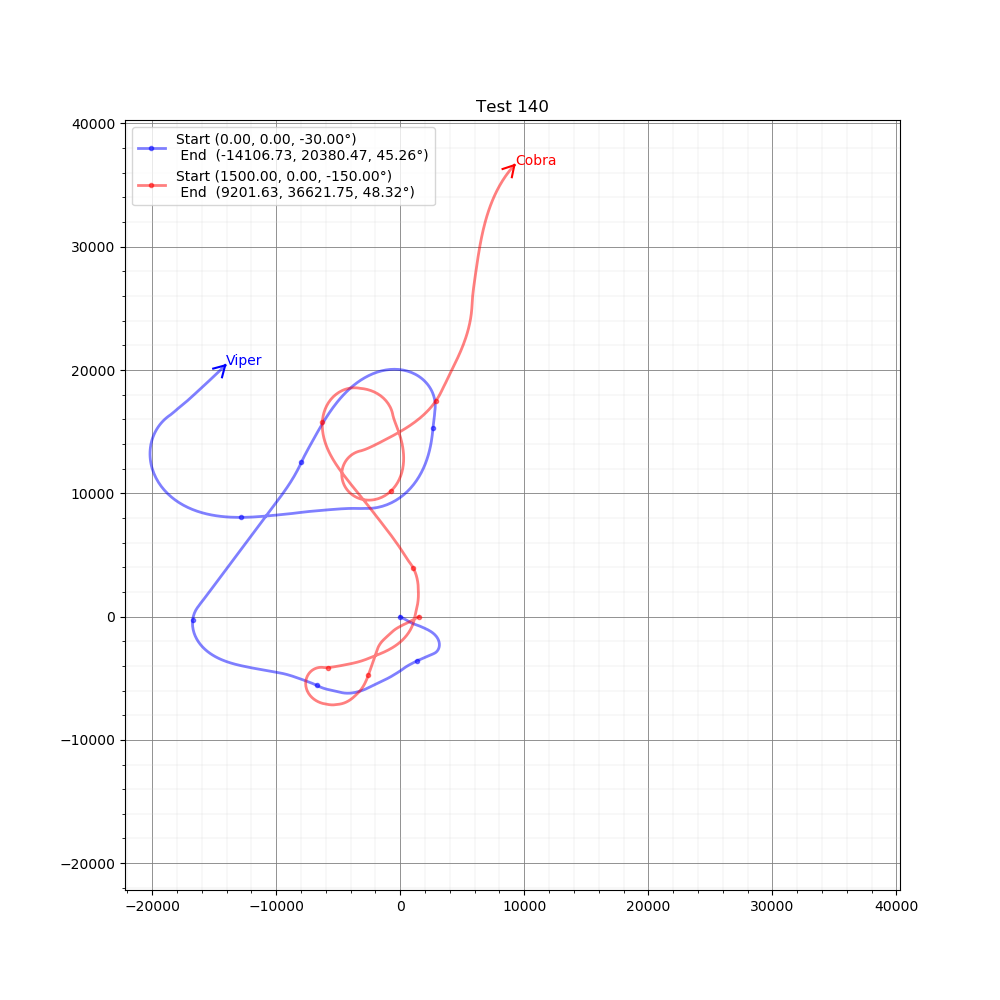 Test 140
40000
30000
20000
10000
0
−10000
−20000
Start (0.00, 0.00, -30.00°)
End (-14106.73, 20380.47, 45.26°)
Start (1500.00, 0.00, -150.00°)
End (9201.63, 36621.75, 48.32°)
Cobra
Viper
−20000 −10000 0 10000 20000 30000 40000